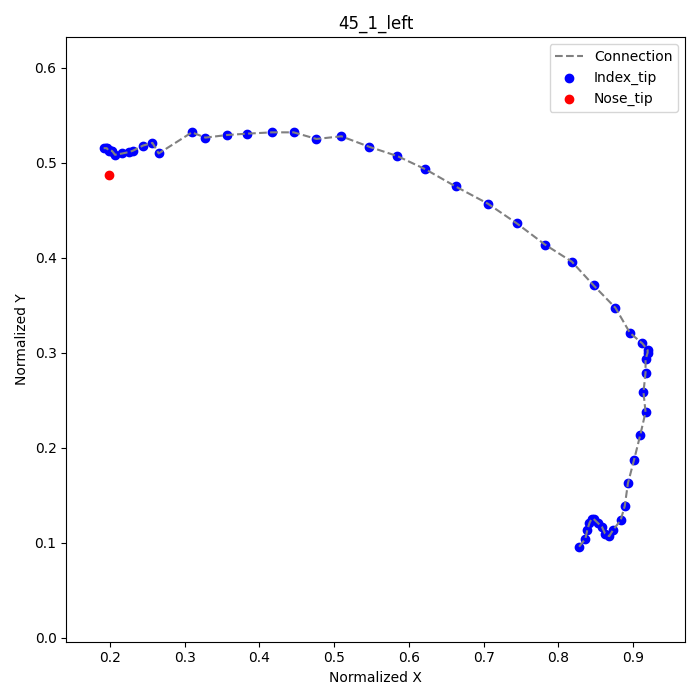 45_1_left
Connection
Index_tip
Nose_tip
Normalized Y
0.6
0.5
0.4
0.3
0.2
0.1
0.0
0.2 0.3 0.4 0.5 0.6 0.7 0.8 0.9
Normalized X